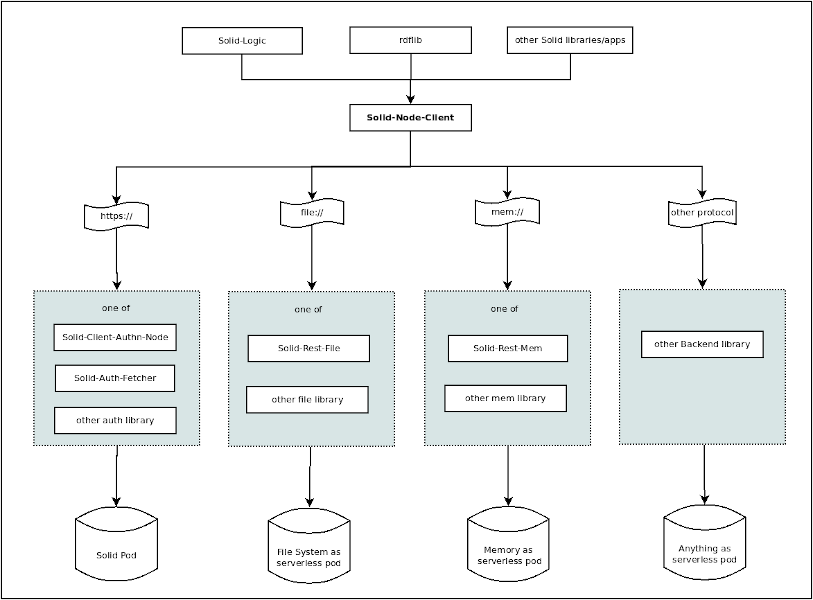 Solid-Logic
rdflib
other Solid libraries/apps
Solid-Node-Client
https://
file://
mem://
other protocol
one of
Solid-Client-Authn-Node
Solid-Auth-Fetcher
other auth library
one of
Solid-Rest-File
other file library
one of
Solid-Rest-Mem
other mem library
other Backend library
Solid Pod
File System as
serverless pod
Memory as
serverless pod
Anything as
serverless pod